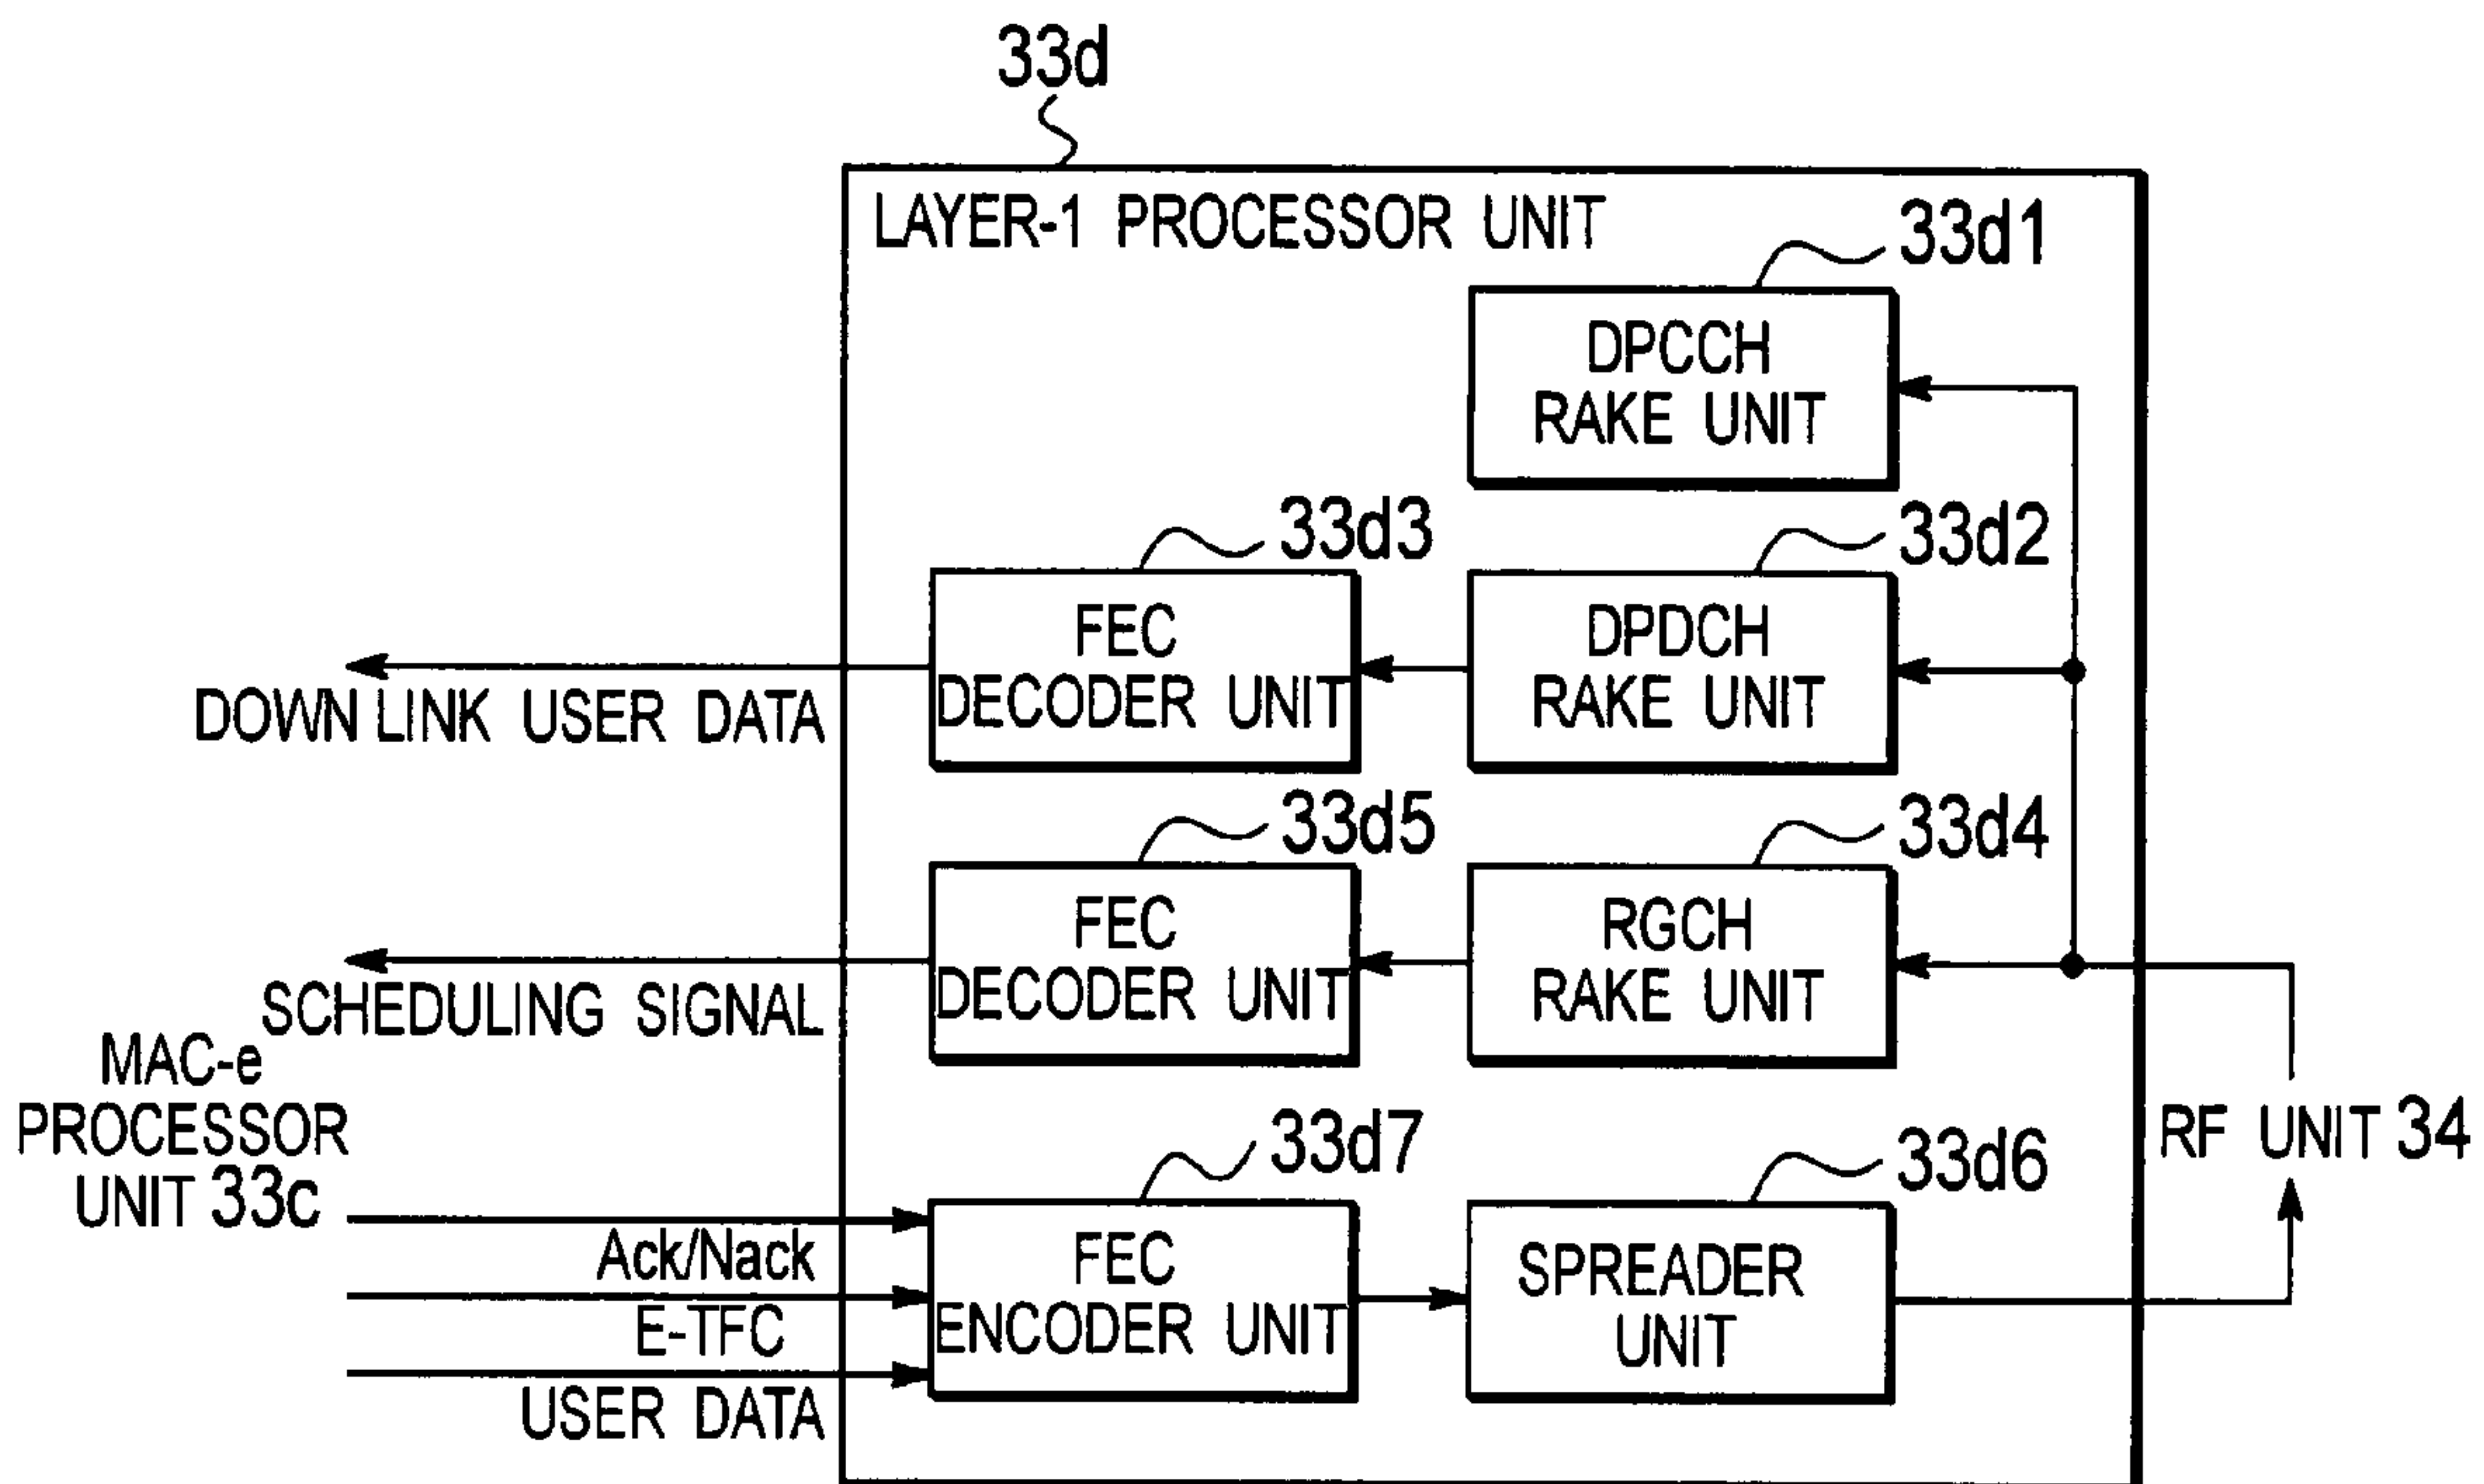 33d
LAYER-1 PROCESSOR UNIT
33d1
DPCCH
RAKE UNIT
33d3
33d2
FEC
DECODER UNIT
DPDCH
RAKE UNIT
DOWN LINK USER DATA
33d5
33d4
FEC
DECODER UNIT
RGCH
RAKE UNIT
SCHEDULING SIGNAL
MAC-e
PROCESSOR
UNIT 33c
33d7
33d6
RF UNIT 34
Ack/Nack
E-TFC
USER DATA
FEC
ENCODER UNIT
SPREADER
UNIT